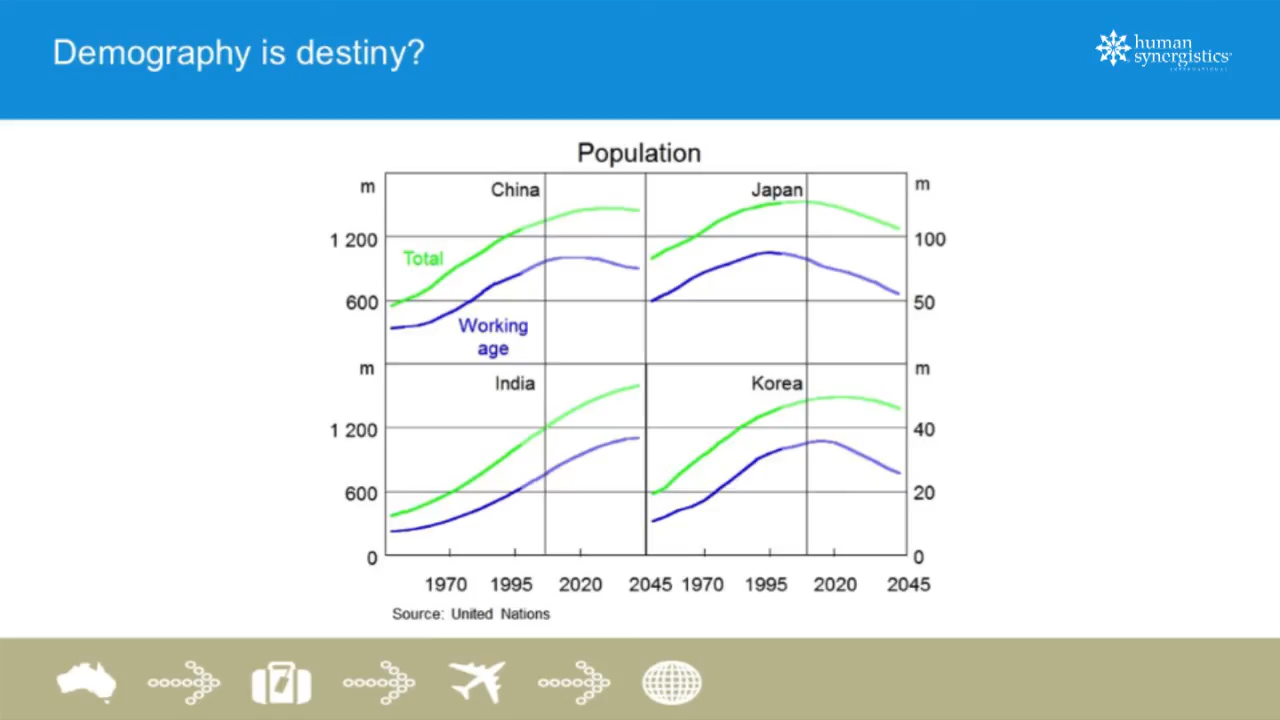 Demography is destiny?
human
synergistics
INTERNATIONAL
Population
m China Japan m
1 200 100
Total
600 50
Working
age
m India Korea m
1 200 40
600 20
0 0
1970 1995 2020 2045 1970 1995 2020 2045
Source: United Nations